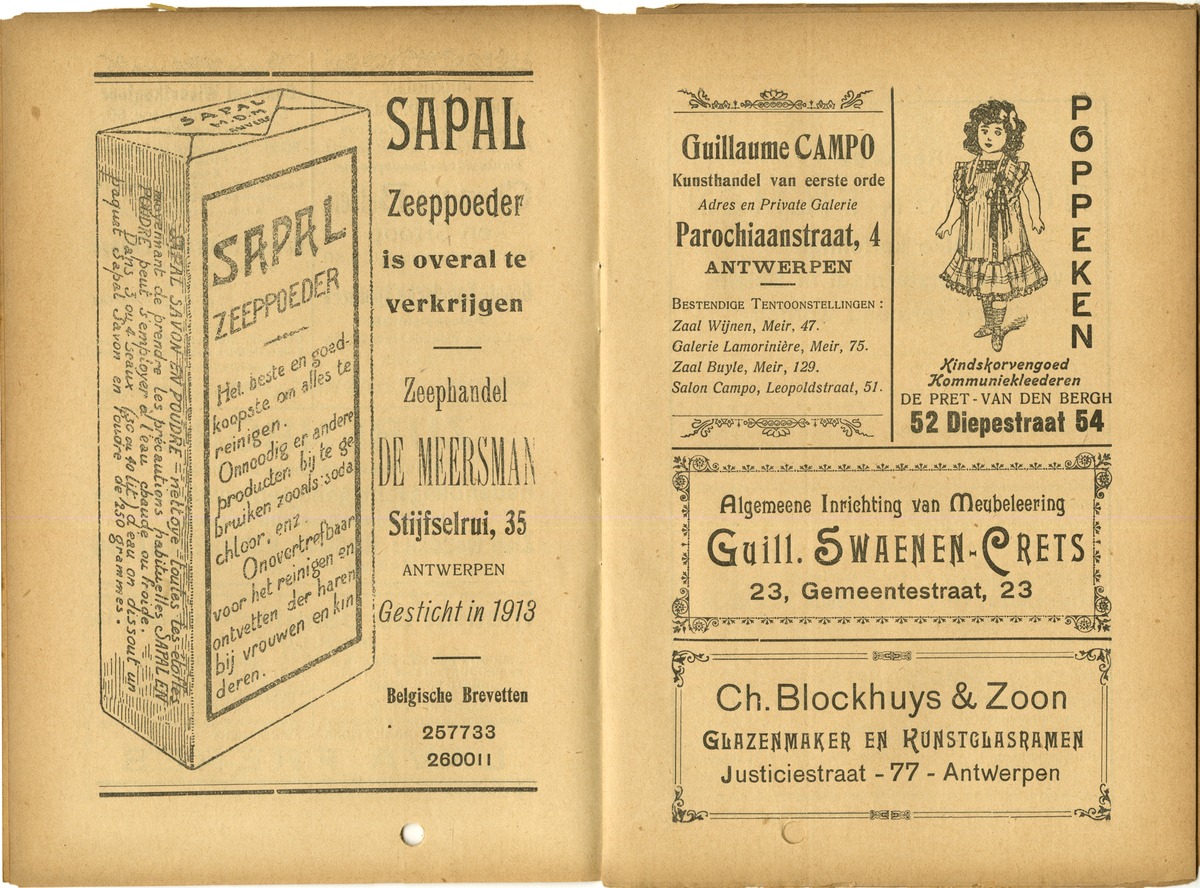 SAPAL
M.D.M
ANVERS
SAPAL
ZEEPPOEDER
Het beste en goed-
koopste om alles te
reinigen.
Onnoodig er andere
producten bij te ge
bruiken zooals soda
chloor, enz.
Onovertrefbaar
voor het reinigen en
ontvetten der haren
bij vrouwen en kin
deren.
SAPAL SAVON EN POUDRE nettoye toutes les étoffes
moyennant de prendre les précautions habituelles SAPAL EN
POUDRE peut s'employer à l'eau chaude ou froide.
Dans 3 ou 4 seaux (30 ou 40 lit) d'eau on dissout un
paquet Sapal Savon en Poudre de 250 grammes.
SAPAL
Zeeppoeder
is overal te
verkrijgen
Zeephandel
DE MEERSMAN
Stijfselrui, 35
ANTWERPEN
Gesticht in 1913
Belgische Brevetten
257733
260011
Guillaume CAMPO
Kunsthandel van eerste orde
Adres en Private Galerie
Parochiaanstraat, 4
ANTWERPEN
BESTENDIGE TENTOONSTELLINGEN :
Zaal Wijnen, Meir, 47.
Galerie Lamorinière, Meir, 75.
Zaal Buyle, Meir, 129.
Salon Campo, Leopoldstraat, 51.
POPPEKEN
Kindskorvengoed
Kommuniekleederen
DE PRET - VAN DEN BERGH
52 Diepestraat 54
Algemeene Inrichting van Meubeleering
Guill. SWAENEN-CRETS
23, Gemeentestraat, 23
Ch. Blockhuys & Zoon
GLAZENMAKER EN KUNSTGLASRAMEN
Justiciestraat - 77 - Antwerpen